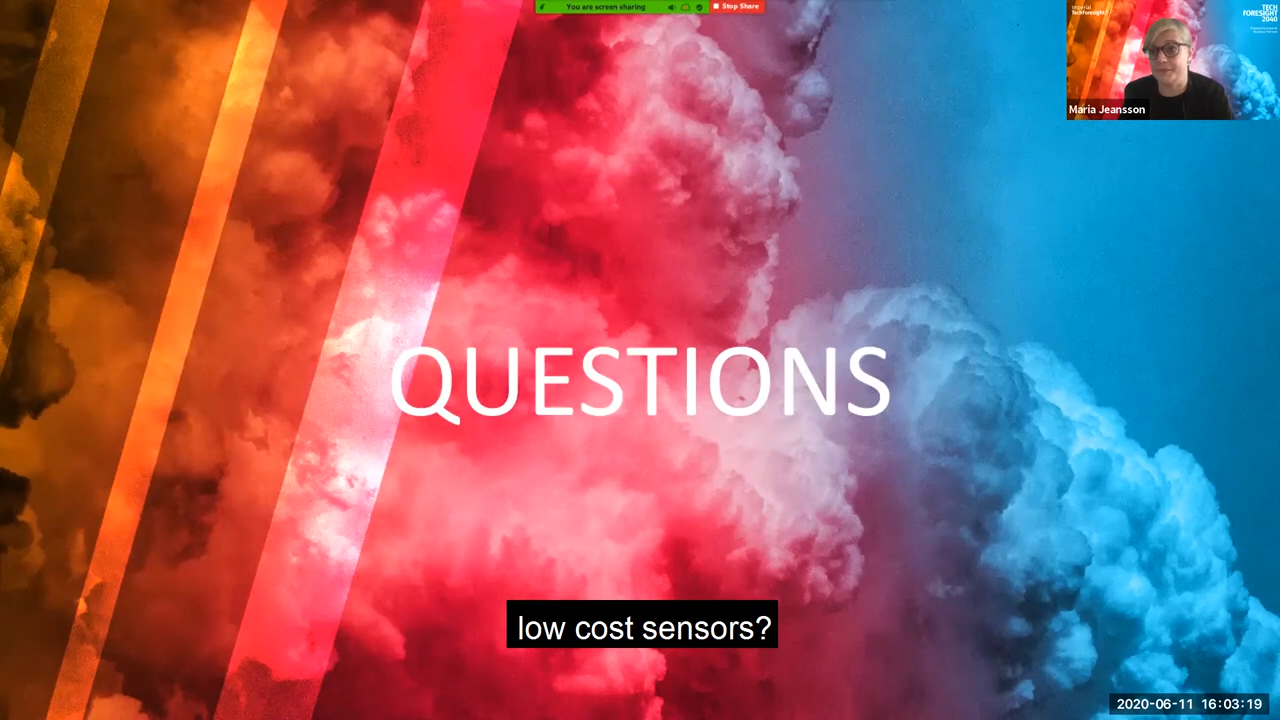 You are screen sharing
Stop Share
Imperial
Techforesight
TECH
FORESIGHT
2040
Maria Jeansson
QUESTIONS
low cost sensors?
2020-06-11 16:03:19